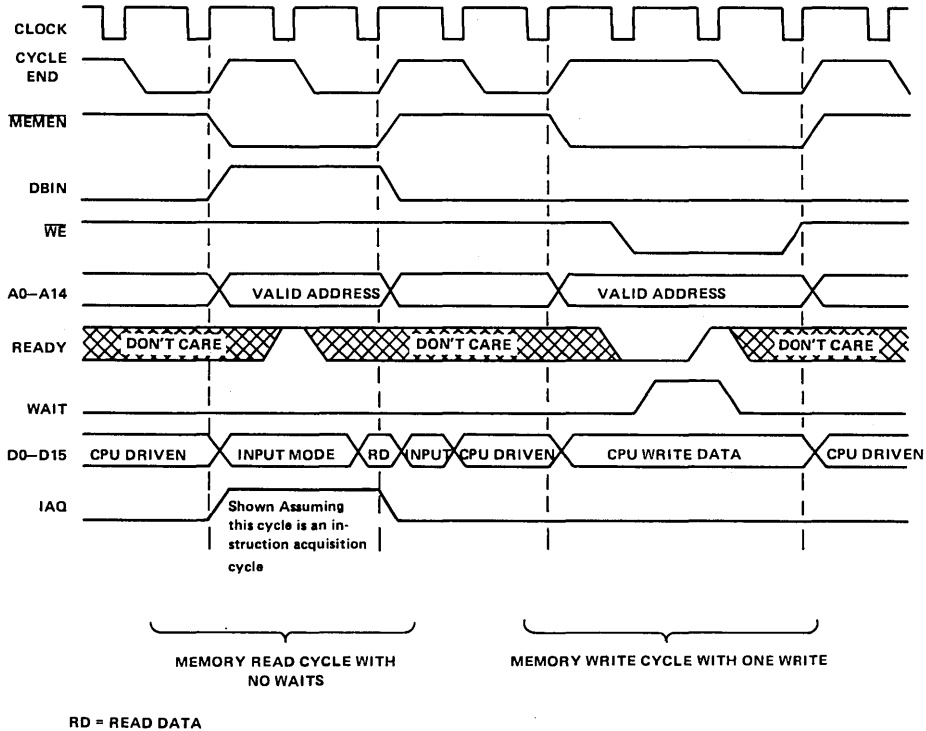 CLOCK
CYCLE
END
MEMEN
DBIN
WE
A0–A14 VALID ADDRESS VALID ADDRESS
READY DON'T CARE DON'T CARE DON'T CARE
WAIT
D0–D15 CPU DRIVEN INPUT MODE RD INPUT CPU DRIVEN CPU WRITE DATA CPU DRIVEN
IAQ
Shown Assuming
this cycle is an in-
struction acquisition
cycle
MEMORY READ CYCLE WITH
NO WAITS
MEMORY WRITE CYCLE WITH ONE WRITE
RD = READ DATA